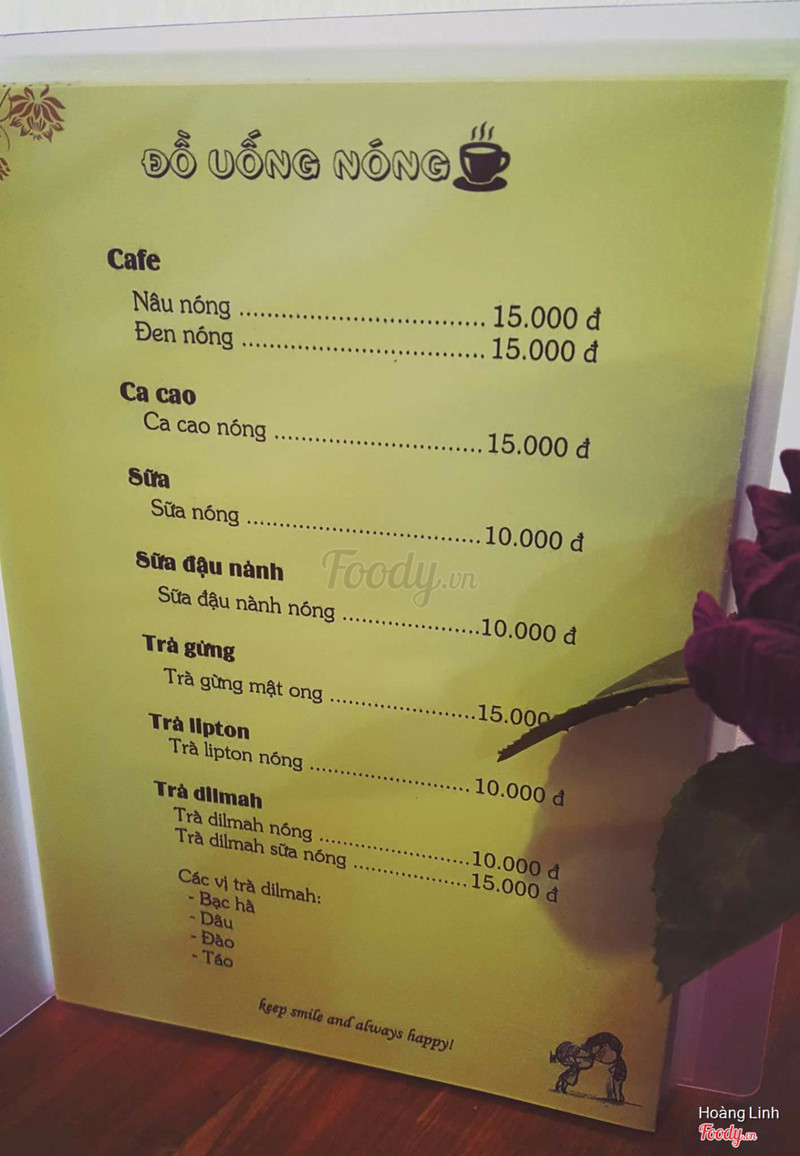 ĐỒ UỐNG NÓNG
Cafe
Nâu nóng .................................. 15.000 đ
Đen nóng .................................. 15.000 đ
Ca cao
Ca cao nóng .............................. 15.000 đ
Sữa
Sữa nóng .................................. 10.000 đ
Sữa đậu nành
Sữa đậu nành nóng .................... 10.000 đ
Trà gừng
Trà gừng mật ong ..................... 15.000
Trà lipton
Trà lipton nóng ....................... 10.000 đ
Trà dilmah
Trà dilmah nóng ...................... 10.000 đ
Trà dilmah sữa nóng ................ 15.000 đ
Các vị trà dilmah:
- Bạc hà
- Dâu
- Đào
- Táo
keep smile and always happy!
Foody.vn
Hoàng Linh
Foody.vn